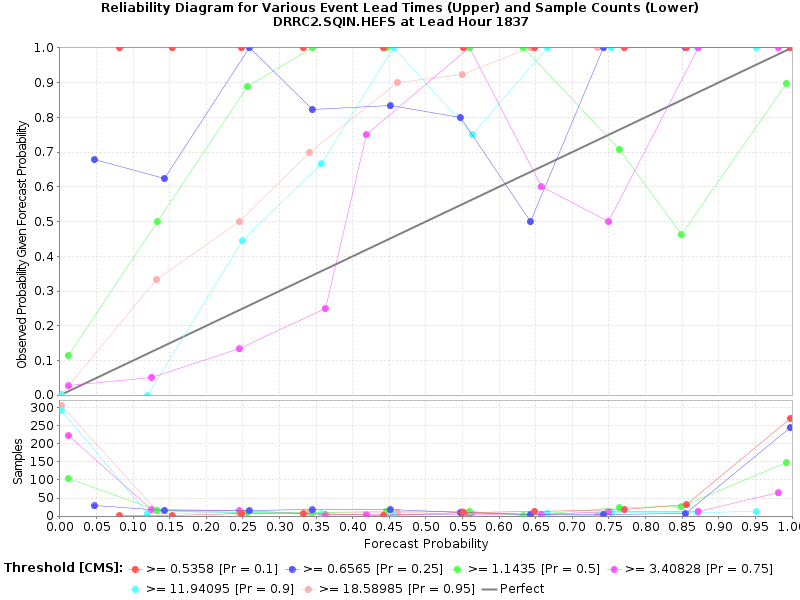 Reliability Diagram for Various Event Lead Times (Upper) and Sample Counts (Lower)
DRRC2.SQIN.HEFS at Lead Hour 1837
Observed Probability Given Forecast Probability
1.0
0.9
0.8
0.7
0.6
0.5
0.4
0.3
0.2
0.1
0.0
Samples
300
250
200
150
100
50
0
0.00 0.05 0.10 0.15 0.20 0.25 0.30 0.35 0.40 0.45 0.50 0.55 0.60 0.65 0.70 0.75 0.80 0.85 0.90 0.95 1.00
Forecast Probability
Threshold [CMS]: >= 0.5358 [Pr = 0.1] >= 0.6565 [Pr = 0.25] >= 1.1435 [Pr = 0.5] >= 3.40828 [Pr = 0.75]
>= 11.94095 [Pr = 0.9] >= 18.58985 [Pr = 0.95] Perfect